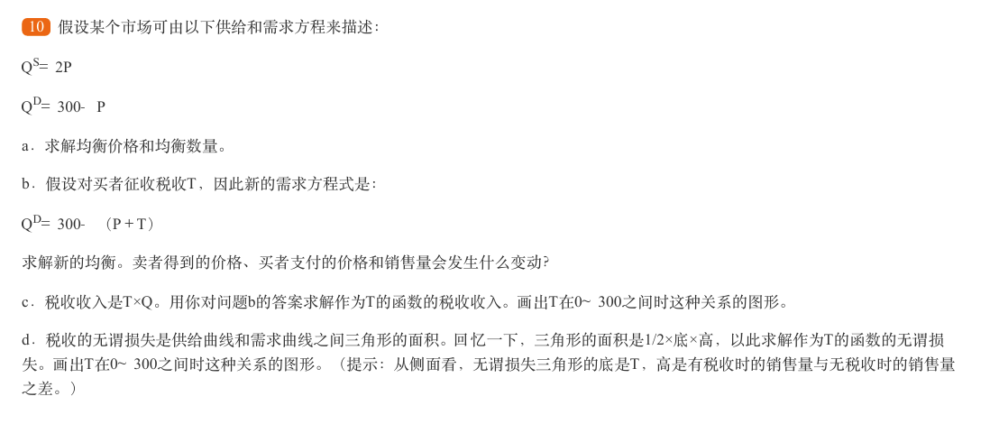 10 假设某个市场可由以下供给和需求方程来描述：
Qˢ= 2P
Qᴰ= 300- P
a．求解均衡价格和均衡数量。
b．假设对买者征收税收T，因此新的需求方程式是：
Qᴰ= 300- （P＋T）
求解新的均衡。卖者得到的价格、买者支付的价格和销售量会发生什么变动？
c．税收收入是T×Q。用你对问题b的答案求解作为T的函数的税收收入。画出T在0~ 300之间时这种关系的图形。
d．税收的无谓损失是供给曲线和需求曲线之间三角形的面积。回忆一下，三角形的面积是1/2×底×高，以此求解作为T的函数的无谓损
失。画出T在0~ 300之间时这种关系的图形。（提示：从侧面看，无谓损失三角形的底是T，高是有税收时的销售量与无税收时的销售量
之差。）